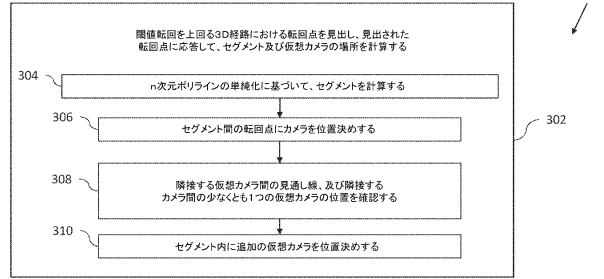 閾値転回を上回る3D経路における転回点を見出し、見出された
転回点に応答して、セグメント及び仮想カメラの場所を計算する
304
n次元ポリラインの単純化に基づいて、セグメントを計算する
306
セグメント間の転回点にカメラを位置決めする
302
308
隣接する仮想カメラ間の見通し線、及び隣接する
カメラ間の少なくとも1つの仮想カメラの位置を確認する
310
セグメント内に追加の仮想カメラを位置決めする